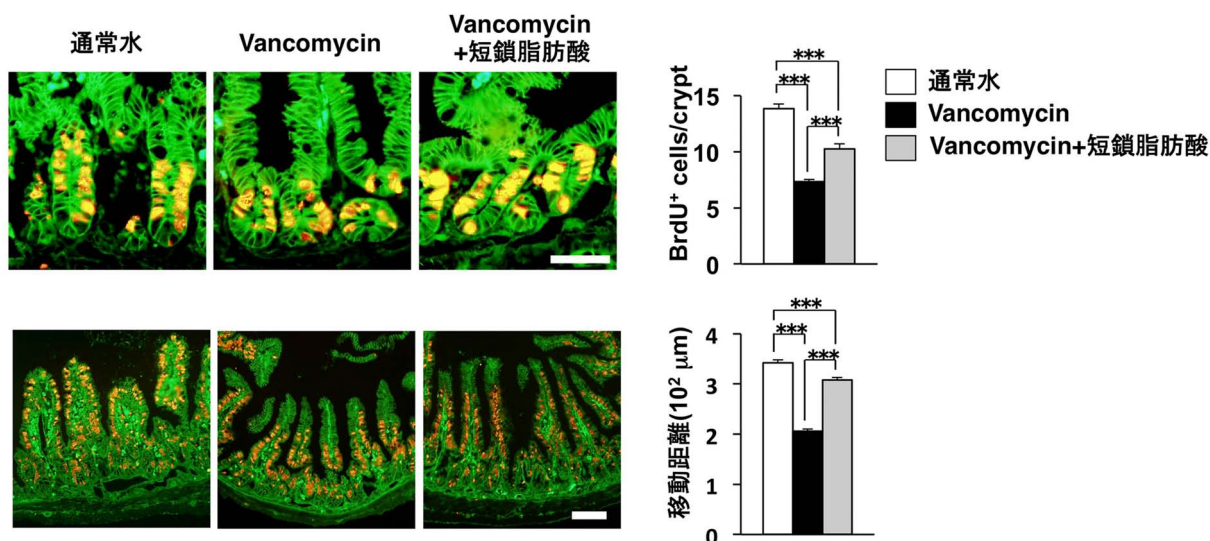 通常水
Vancomycin
Vancomycin
+短鎖脂肪酸
BrdU⁺ cells/crypt
15
10
5
0
***
***
***
通常水
Vancomycin
Vancomycin+短鎖脂肪酸
移動距離(10² μm)
4
3
2
1
0
***
***
***